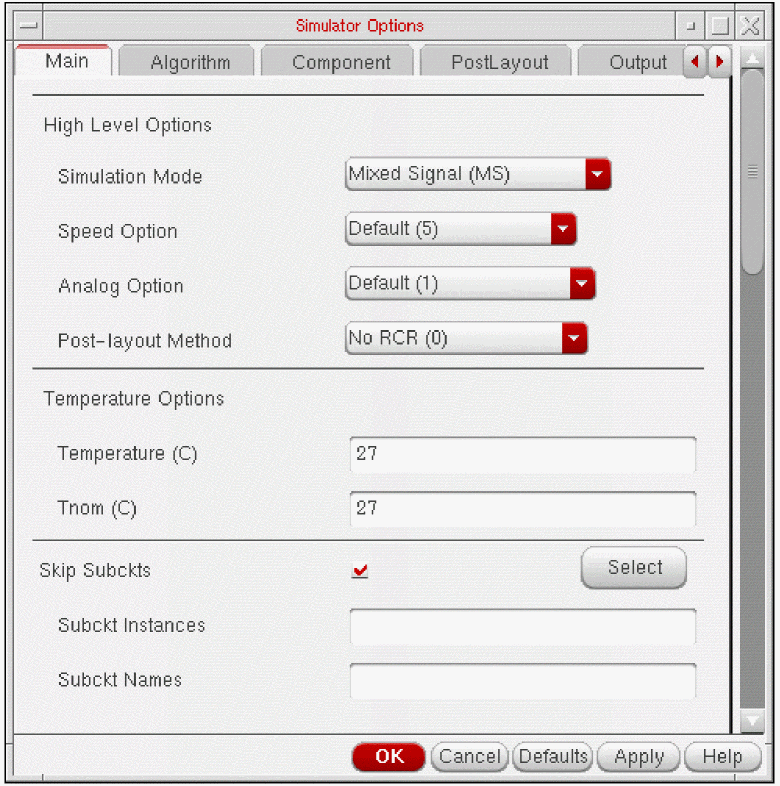 Simulator Options
Main Algorithm Component PostLayout Output
High Level Options
Simulation Mode Mixed Signal (MS)
Speed Option Default (5)
Analog Option Default (1)
Post-layout Method No RCR (0)
Temperature Options
Temperature (C) 27
Tnom (C) 27
Skip Subckts Select
Subckt Instances
Subckt Names
OK Cancel Defaults Apply Help